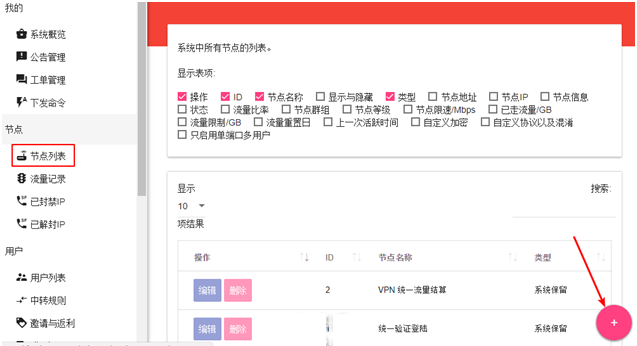 我的
系统概览
公告管理
工单管理
下发命令
节点
节点列表
流量记录
已封禁IP
已解封IP
用户
用户列表
中转规则
邀请与返利
系统中所有节点的列表。
显示表项:
操作 ID 节点名称 显示与隐藏 类型 节点地址 节点IP 节点信息
状态 流量比率 节点群组 节点等级 节点限速/Mbps 已走流量/GB
流量限制/GB 流量重置日 上一次活跃时间 自定义加密 自定义协议以及混淆
只启用单端口多用户
显示 搜索:
10
项结果
操作 ID 节点名称 类型
编辑 删除 2 VPN 统一流量结算 系统保留
编辑 删除 统一验证登陆 系统保留
+